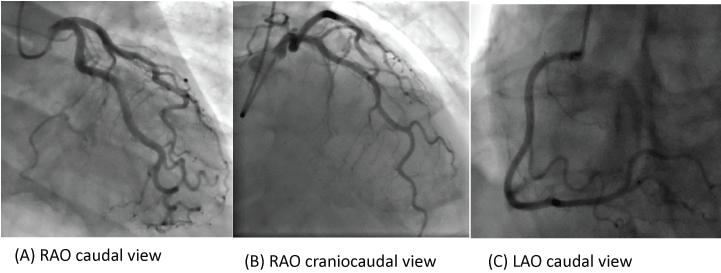 (A) RAO caudal view
(B) RAO craniocaudal view
(C) LAO caudal view